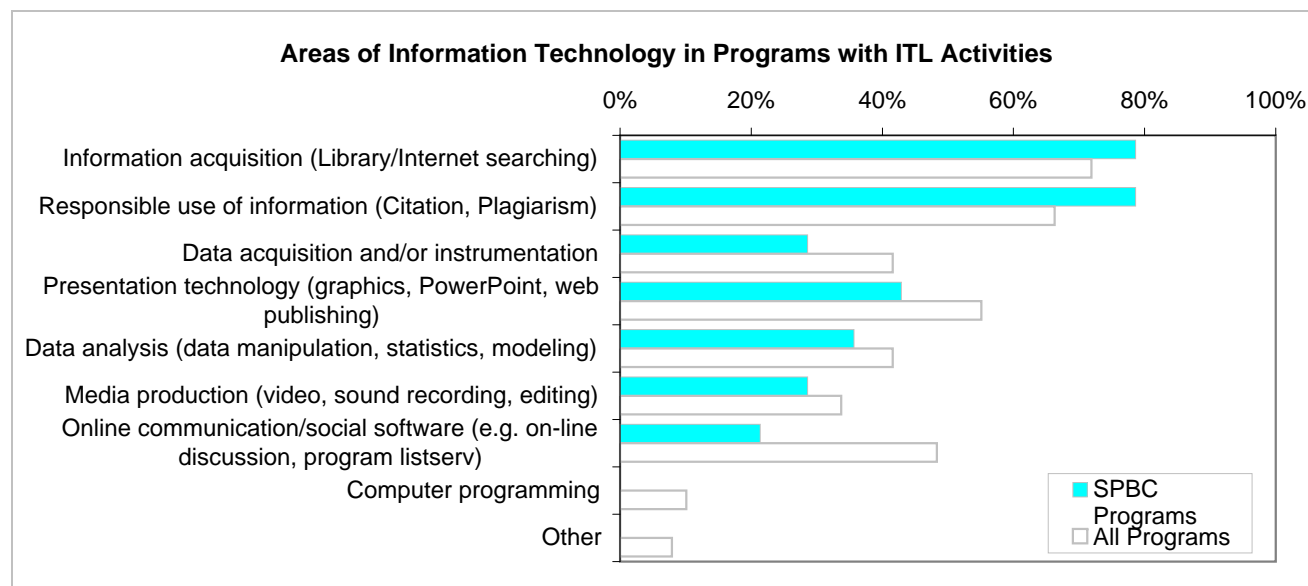 Areas of Information Technology in Programs with ITL Activities
0% 20% 40% 60% 80% 100%
Information acquisition (Library/Internet searching)
Responsible use of information (Citation, Plagiarism)
Data acquisition and/or instrumentation
Presentation technology (graphics, PowerPoint, web
publishing)
Data analysis (data manipulation, statistics, modeling)
Media production (video, sound recording, editing)
Online communication/social software (e.g. on-line
discussion, program listserv)
Computer programming
Other
SPBC
Programs
All Programs